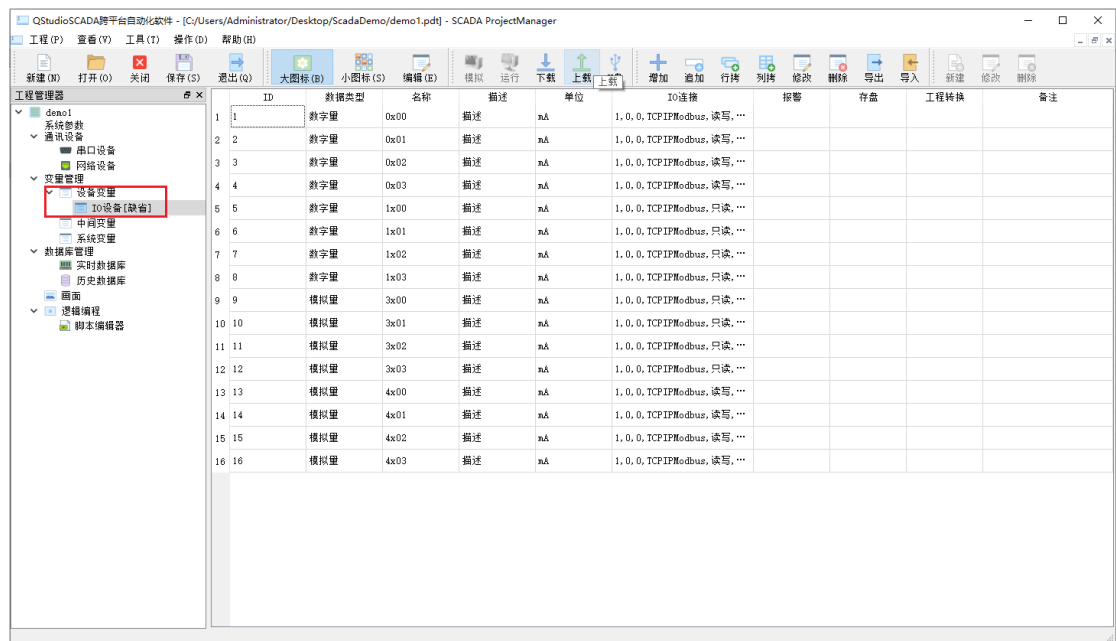 QStudioSCADA跨平台自动化软件 - [C:/Users/Administrator/Desktop/ScadaDemo/demo1.pdt] - SCADA ProjectManager
工程(P) 查看(V) 工具(T) 操作(D) 帮助(H)
新建(N) 打开(O) 关闭 保存(S) 退出(Q) 大图标(B) 小图标(S) 编辑(E) 模拟 运行 下载 上载 增加 追加 行拷 列拷 修改 删除 导出 导入 新建 修改 删除
上载
工程管理器
demo1
系统参数
通讯设备
串口设备
网络设备
变量管理
设备变量
IO设备[缺省]
中间变量
系统变量
数据库管理
实时数据库
历史数据库
画面
逻辑编程
脚本编辑器
ID 数据类型 名称 描述 单位 IO连接 报警 存盘 工程转换 备注
1 1 数字量 0x00 描述 mA 1,0,0,TCPIPModbus,读写,…
2 2 数字量 0x01 描述 mA 1,0,0,TCPIPModbus,读写,…
3 3 数字量 0x02 描述 mA 1,0,0,TCPIPModbus,读写,…
4 4 数字量 0x03 描述 mA 1,0,0,TCPIPModbus,读写,…
5 5 数字量 1x00 描述 mA 1,0,0,TCPIPModbus,只读,…
6 6 数字量 1x01 描述 mA 1,0,0,TCPIPModbus,只读,…
7 7 数字量 1x02 描述 mA 1,0,0,TCPIPModbus,只读,…
8 8 数字量 1x03 描述 mA 1,0,0,TCPIPModbus,只读,…
9 9 模拟量 3x00 描述 mA 1,0,0,TCPIPModbus,只读,…
10 10 模拟量 3x01 描述 mA 1,0,0,TCPIPModbus,只读,…
11 11 模拟量 3x02 描述 mA 1,0,0,TCPIPModbus,只读,…
12 12 模拟量 3x03 描述 mA 1,0,0,TCPIPModbus,只读,…
13 13 模拟量 4x00 描述 mA 1,0,0,TCPIPModbus,读写,…
14 14 模拟量 4x01 描述 mA 1,0,0,TCPIPModbus,读写,…
15 15 模拟量 4x02 描述 mA 1,0,0,TCPIPModbus,读写,…
16 16 模拟量 4x03 描述 mA 1,0,0,TCPIPModbus,读写,…